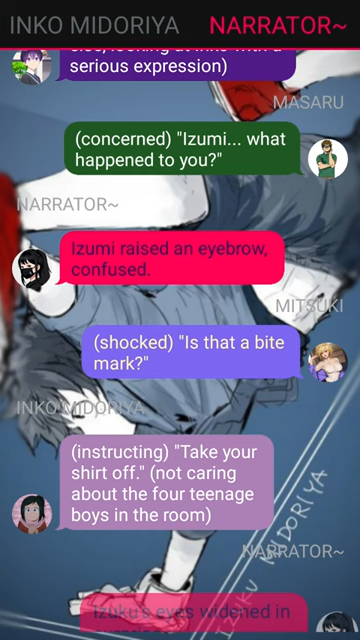 INKO MIDORIYA NARRATOR~
serious expression)
MASARU
(concerned) "Izumi... what
happened to you?"
NARRATOR~
Izumi raised an eyebrow,
confused.
MITSUKI
(shocked) "Is that a bite
mark?"
INKO MIDORIYA
(instructing) "Take your
shirt off." (not caring
about the four teenage
boys in the room)
NARRATOR~
Izuku's eyes widened in
MIDORIYA